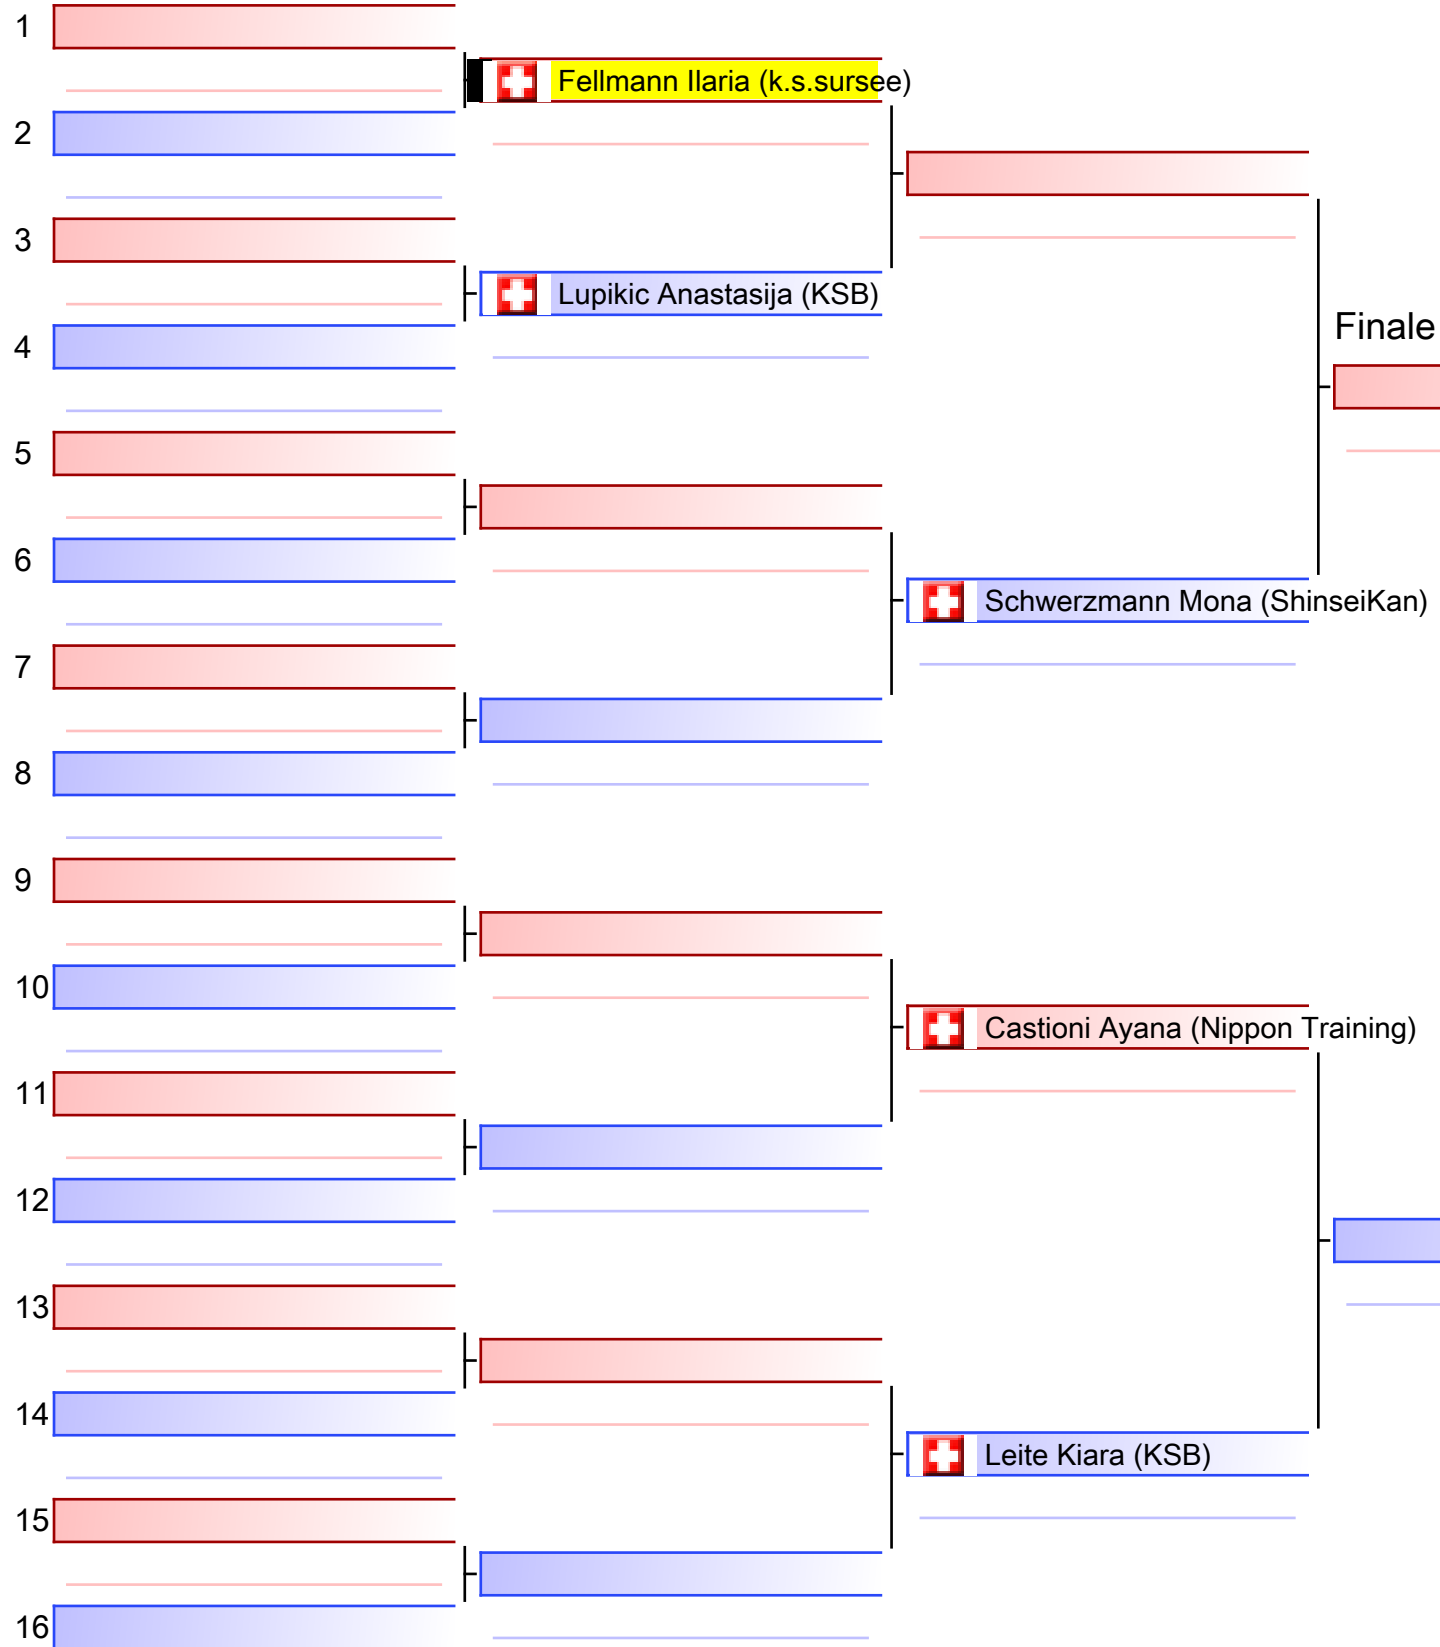 1
Fellmann Ilaria (k.s.sursee)
2
3
Lupikic Anastasija (KSB)
Finale
4
5
6
Schwerzmann Mona (ShinseiKan)
7
8
9
10
Castioni Ayana (Nippon Training)
11
12
13
14
Leite Kiara (KSB)
15
16